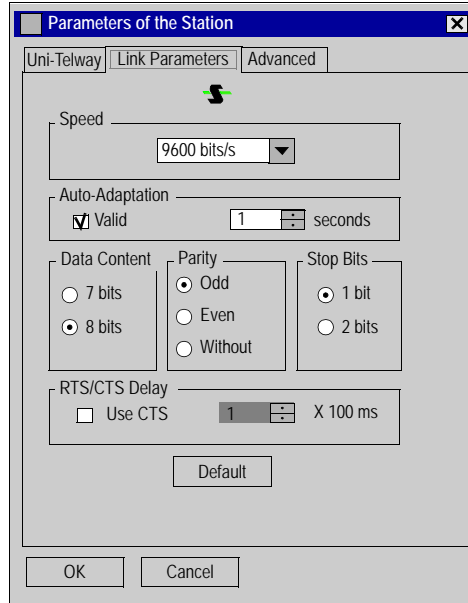 Parameters of the Station
Uni-Telway Link Parameters Advanced
Speed
9600 bits/s
Auto-Adaptation
Valid 1 seconds
Data Content Parity Stop Bits
7 bits Odd 1 bit
8 bits Even 2 bits
Without
RTS/CTS Delay
Use CTS 1 X 100 ms
Default
OK Cancel